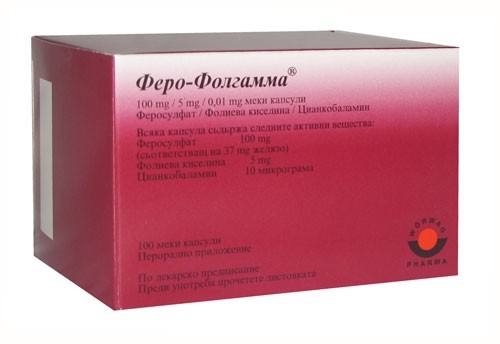 Феро-Фолгамма®
100 mg / 5 mg / 0,01 mg меки капсули
Феросулфат / Фолиева киселина / Цианкобаламин
Всяка капсула съдържа следните активни вещества:
Феросулфат 100 mg
(съответстващ на 37 mg желязо)
Фолиева киселина 5 mg
Цианкобаламин 10 микрограма
100 меки капсули
Перорално приложение
По лекарско предписание
Преди употреба прочетете листовката
WÖRWAG
PHARMA